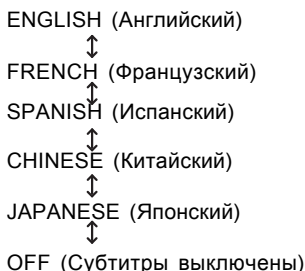 ENGLISH (Английский)
FRENCH (Французский)
SPANISH (Испанский)
CHINESE (Китайский)
JAPANESE (Японский)
OFF (Субтитры выключены)